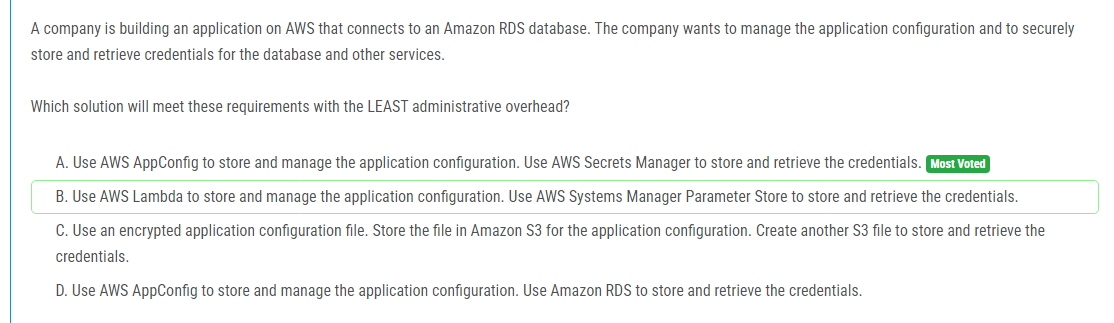 A company is building an application on AWS that connects to an Amazon RDS database. The company wants to manage the application configuration and to securely
store and retrieve credentials for the database and other services.
Which solution will meet these requirements with the LEAST administrative overhead?
A. Use AWS AppConfig to store and manage the application configuration. Use AWS Secrets Manager to store and retrieve the credentials. Most Voted
B. Use AWS Lambda to store and manage the application configuration. Use AWS Systems Manager Parameter Store to store and retrieve the credentials.
C. Use an encrypted application configuration file. Store the file in Amazon S3 for the application configuration. Create another S3 file to store and retrieve the
credentials.
D. Use AWS AppConfig to store and manage the application configuration. Use Amazon RDS to store and retrieve the credentials.